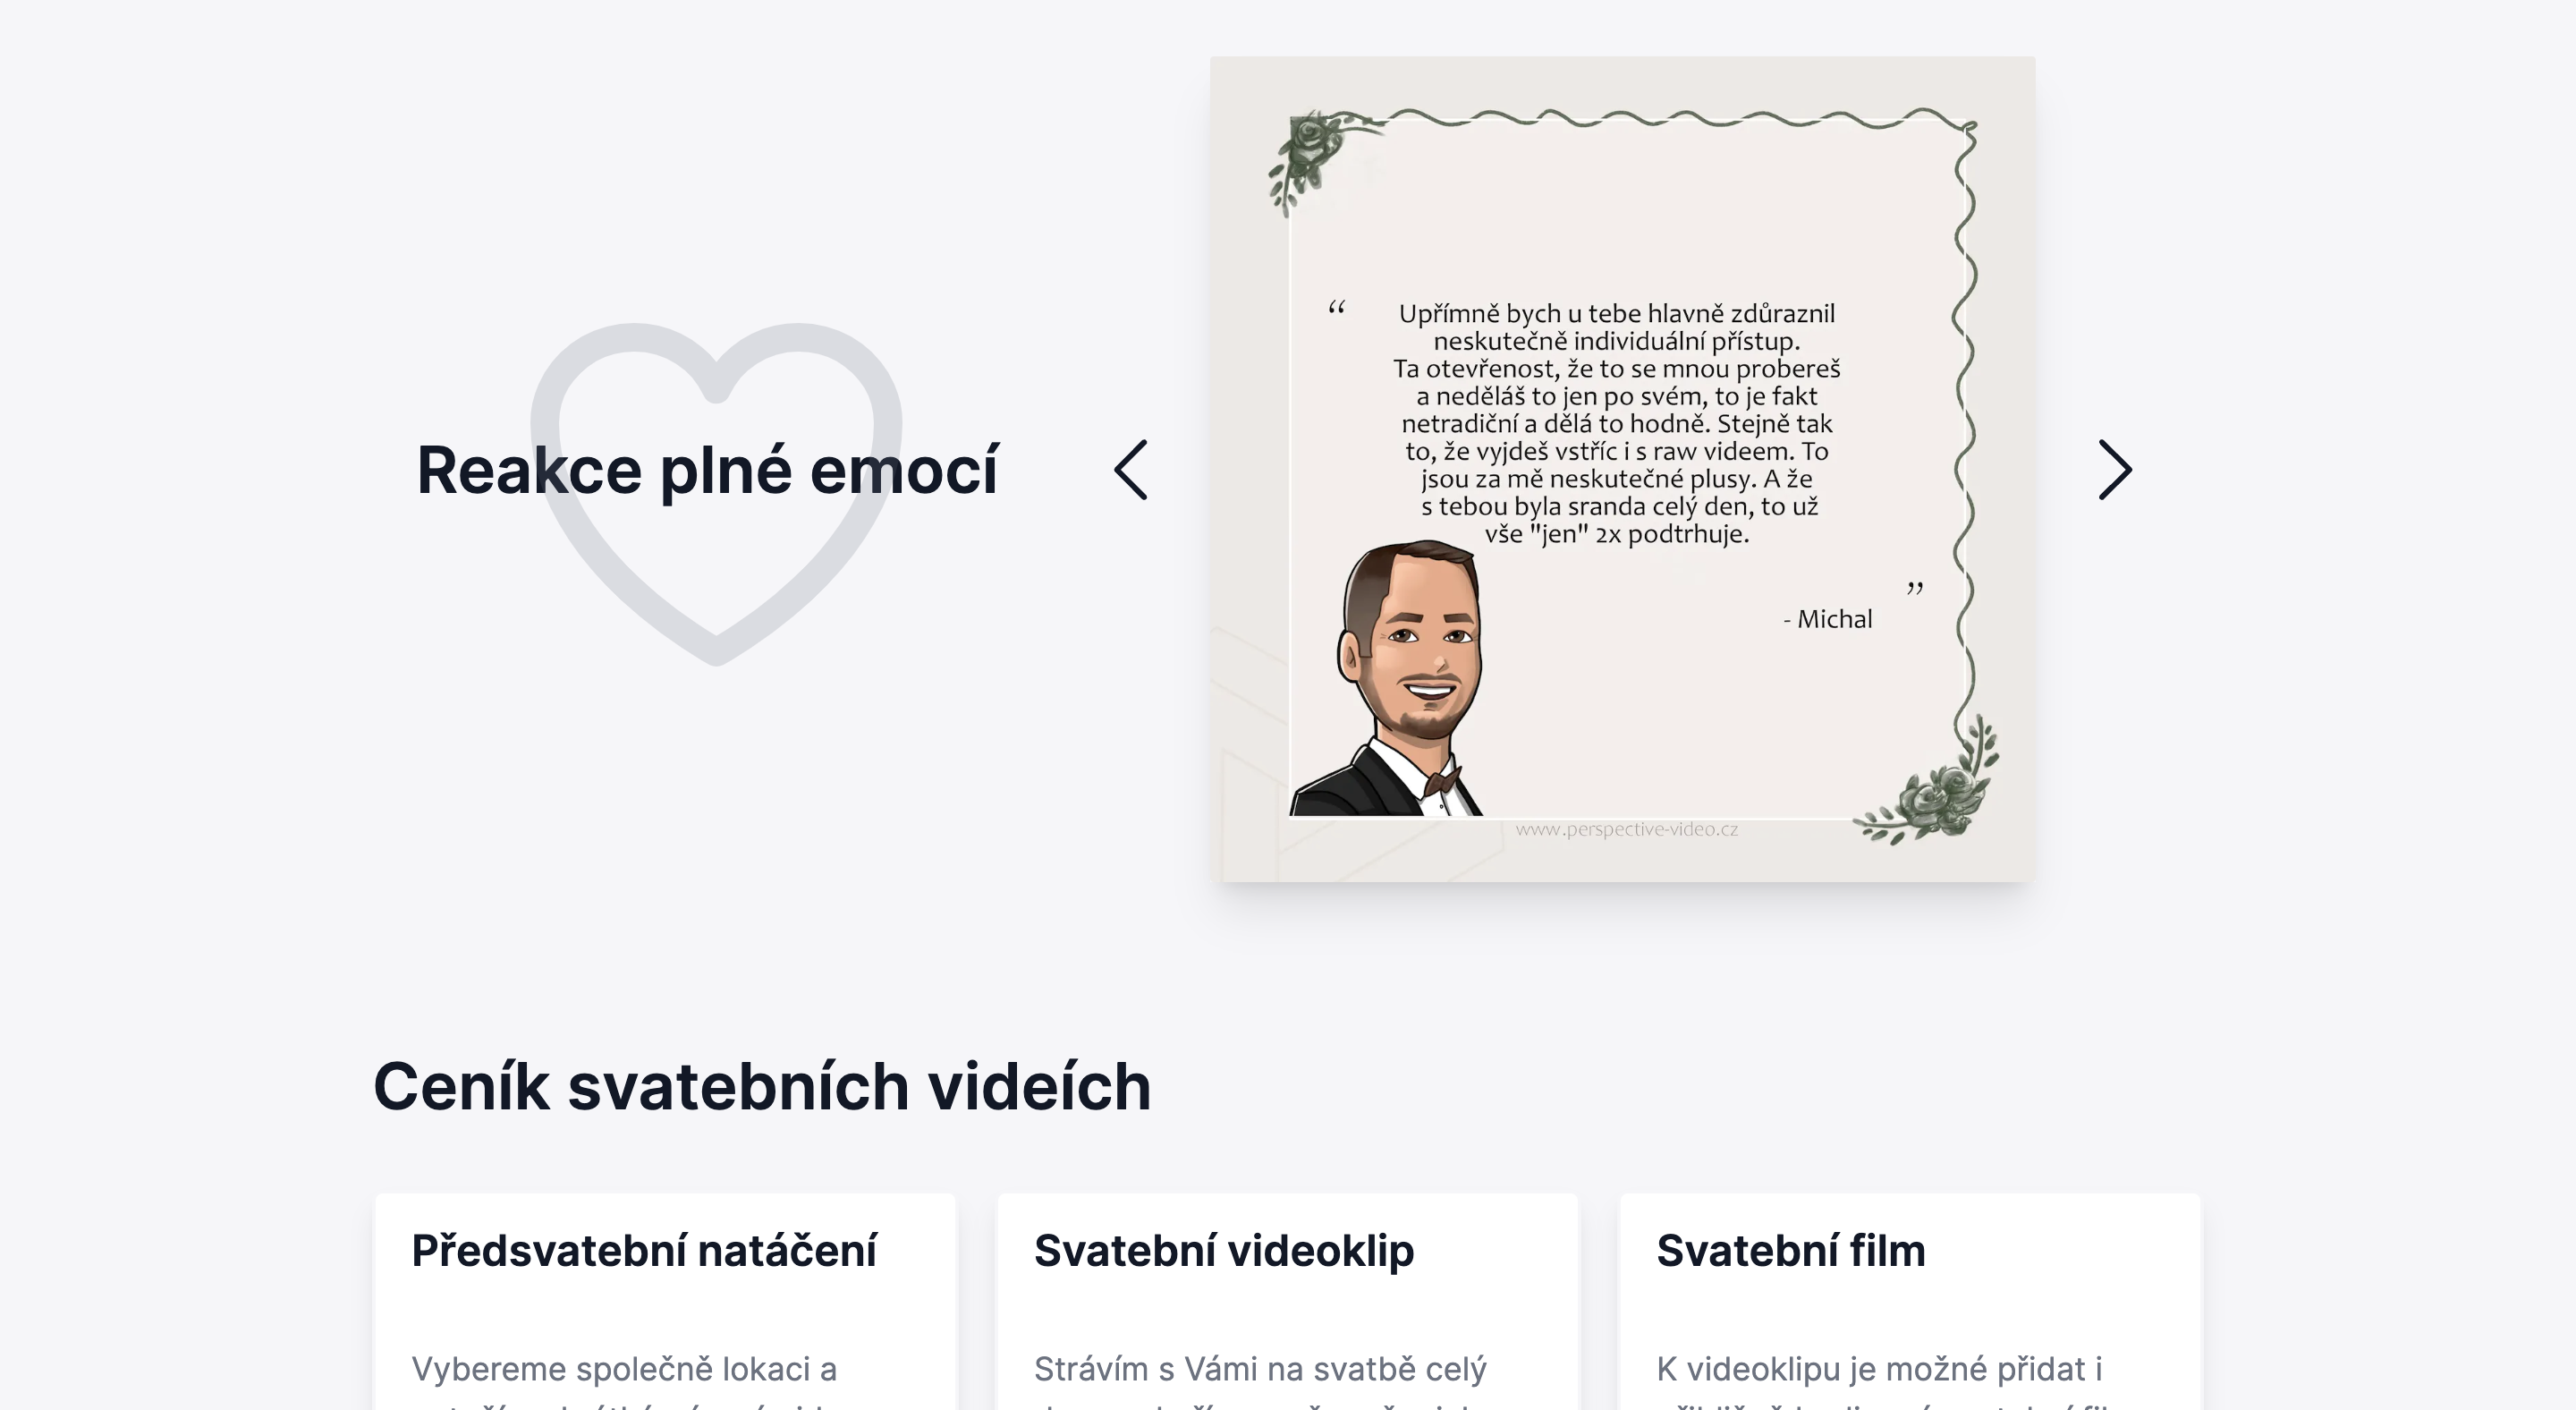 Reakce plné emocí
“
Upřímně bych u tebe hlavně zdůraznil
neskutečně individuální přístup.
Ta otevřenost, že to se mnou probereš
a neděláš to jen po svém, to je fakt
netradiční a dělá to hodně. Stejně tak
to, že vyjdeš vstříc i s raw videem. To
jsou za mě neskutečné plusy. A že
s tebou byla sranda celý den, to už
vše "jen" 2x podtrhuje.
”
- Michal
www.perspective-video.cz
Ceník svatebních videích
Předsvatební natáčení
Vybereme společně lokaci a
Svatební videoklip
Strávím s Vámi na svatbě celý
Svatební film
K videoklipu je možné přidat i